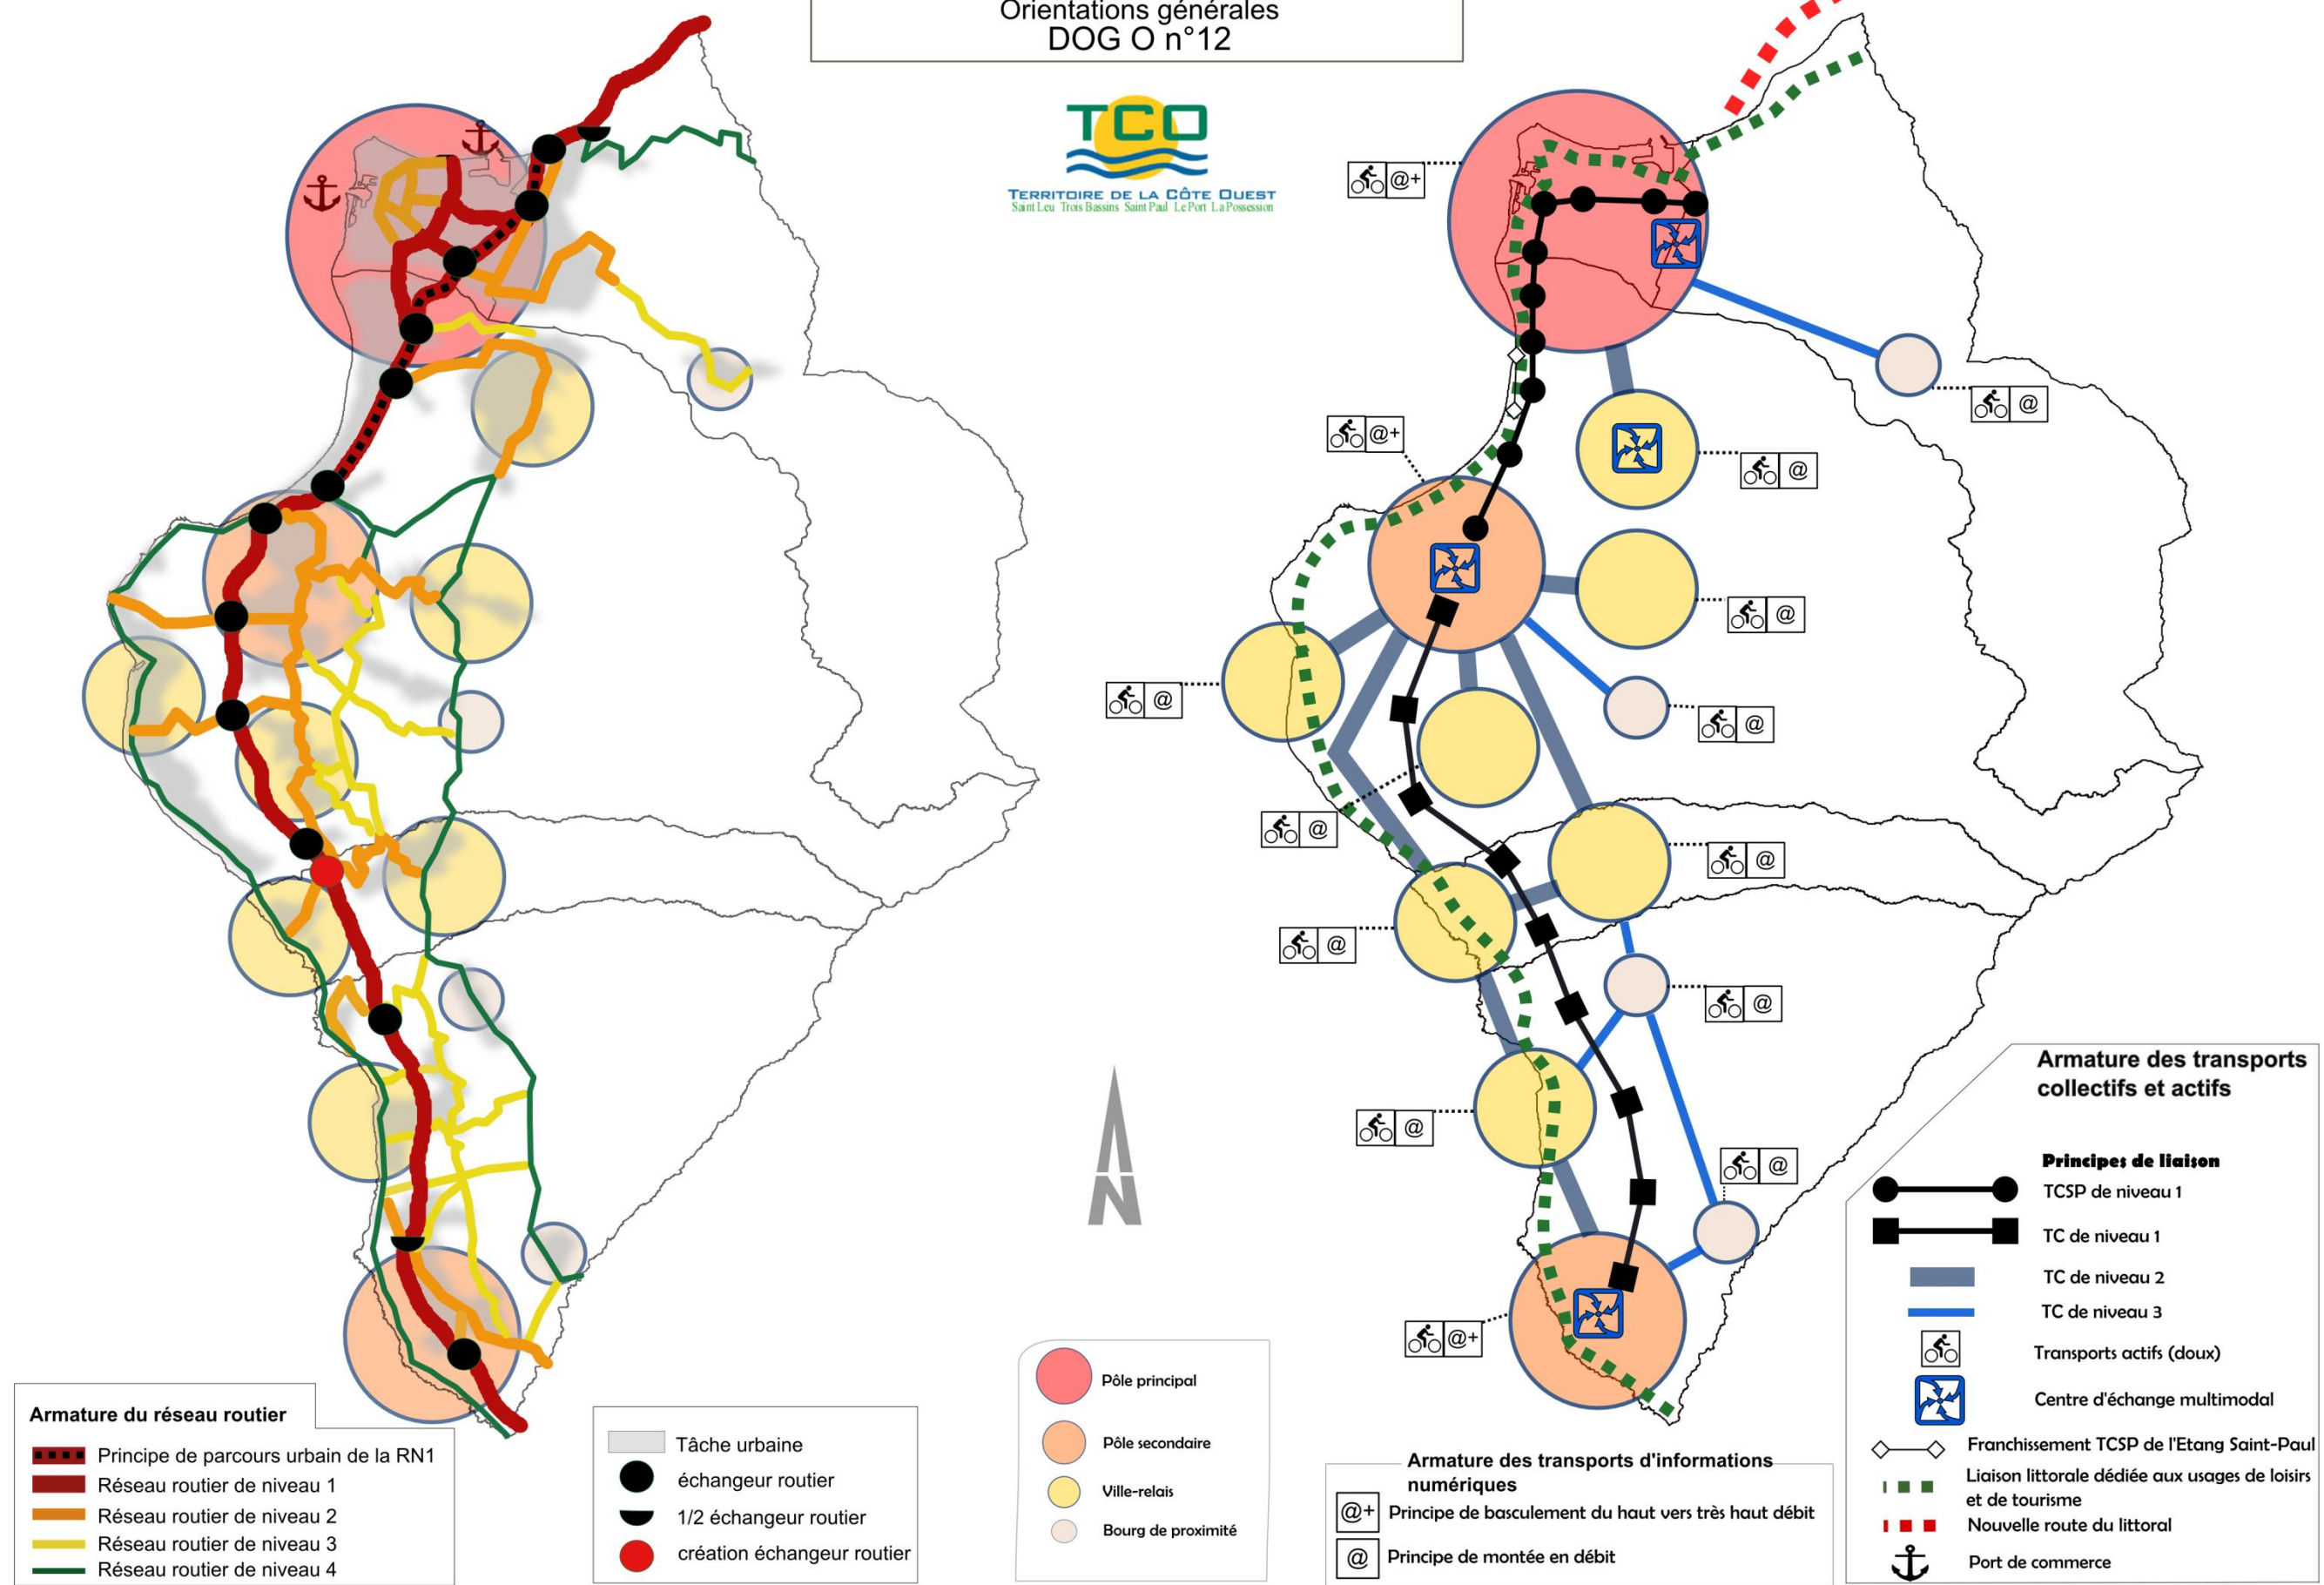 Orientations générales
DOG O n°12
TCO
TERRITOIRE DE LA CÔTE OUEST
Saint Leu Trois Bassins Saint Paul Le Port La Possession
@+
@
@+
@
@
@
@
@
@
@
@
@
@
@+
N
Armature du réseau routier
Principe de parcours urbain de la RN1
Réseau routier de niveau 1
Réseau routier de niveau 2
Réseau routier de niveau 3
Réseau routier de niveau 4
Tâche urbaine
échangeur routier
1/2 échangeur routier
création échangeur routier
Pôle principal
Pôle secondaire
Ville-relais
Bourg de proximité
Armature des transports d'informations
numériques
@+ Principe de basculement du haut vers très haut débit
@ Principe de montée en débit
Armature des transports
collectifs et actifs
Principes de liaison
TCSP de niveau 1
TC de niveau 1
TC de niveau 2
TC de niveau 3
Transports actifs (doux)
Centre d'échange multimodal
Franchissement TCSP de l'Etang Saint-Paul
Liaison littorale dédiée aux usages de loisirs
et de tourisme
Nouvelle route du littoral
Port de commerce